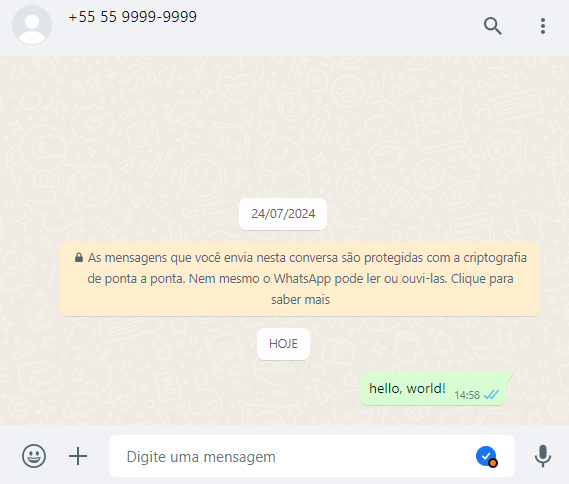 +55 55 9999-9999
24/07/2024
As mensagens que você envia nesta conversa são protegidas com a criptografia
de ponta a ponta. Nem mesmo o WhatsApp pode ler ou ouvi-las. Clique para
saber mais
HOJE
hello, world! 14:58
Digite uma mensagem